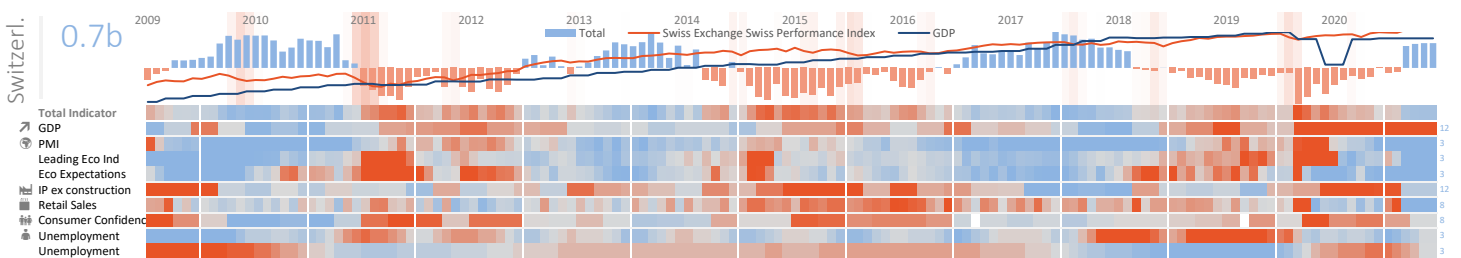 2009 2010 2011 2012 2013 2014 2015 2016 2017 2018 2019 2020
Switzerl.
0.7b
Total Swiss Exchange Swiss Performance Index GDP
Total Indicator
GDP 12
PMI 3
Leading Eco Ind 3
Eco Expectations 3
IP ex construction 12
Retail Sales 8
Consumer Confidenc 8
Unemployment 3
Unemployment 3